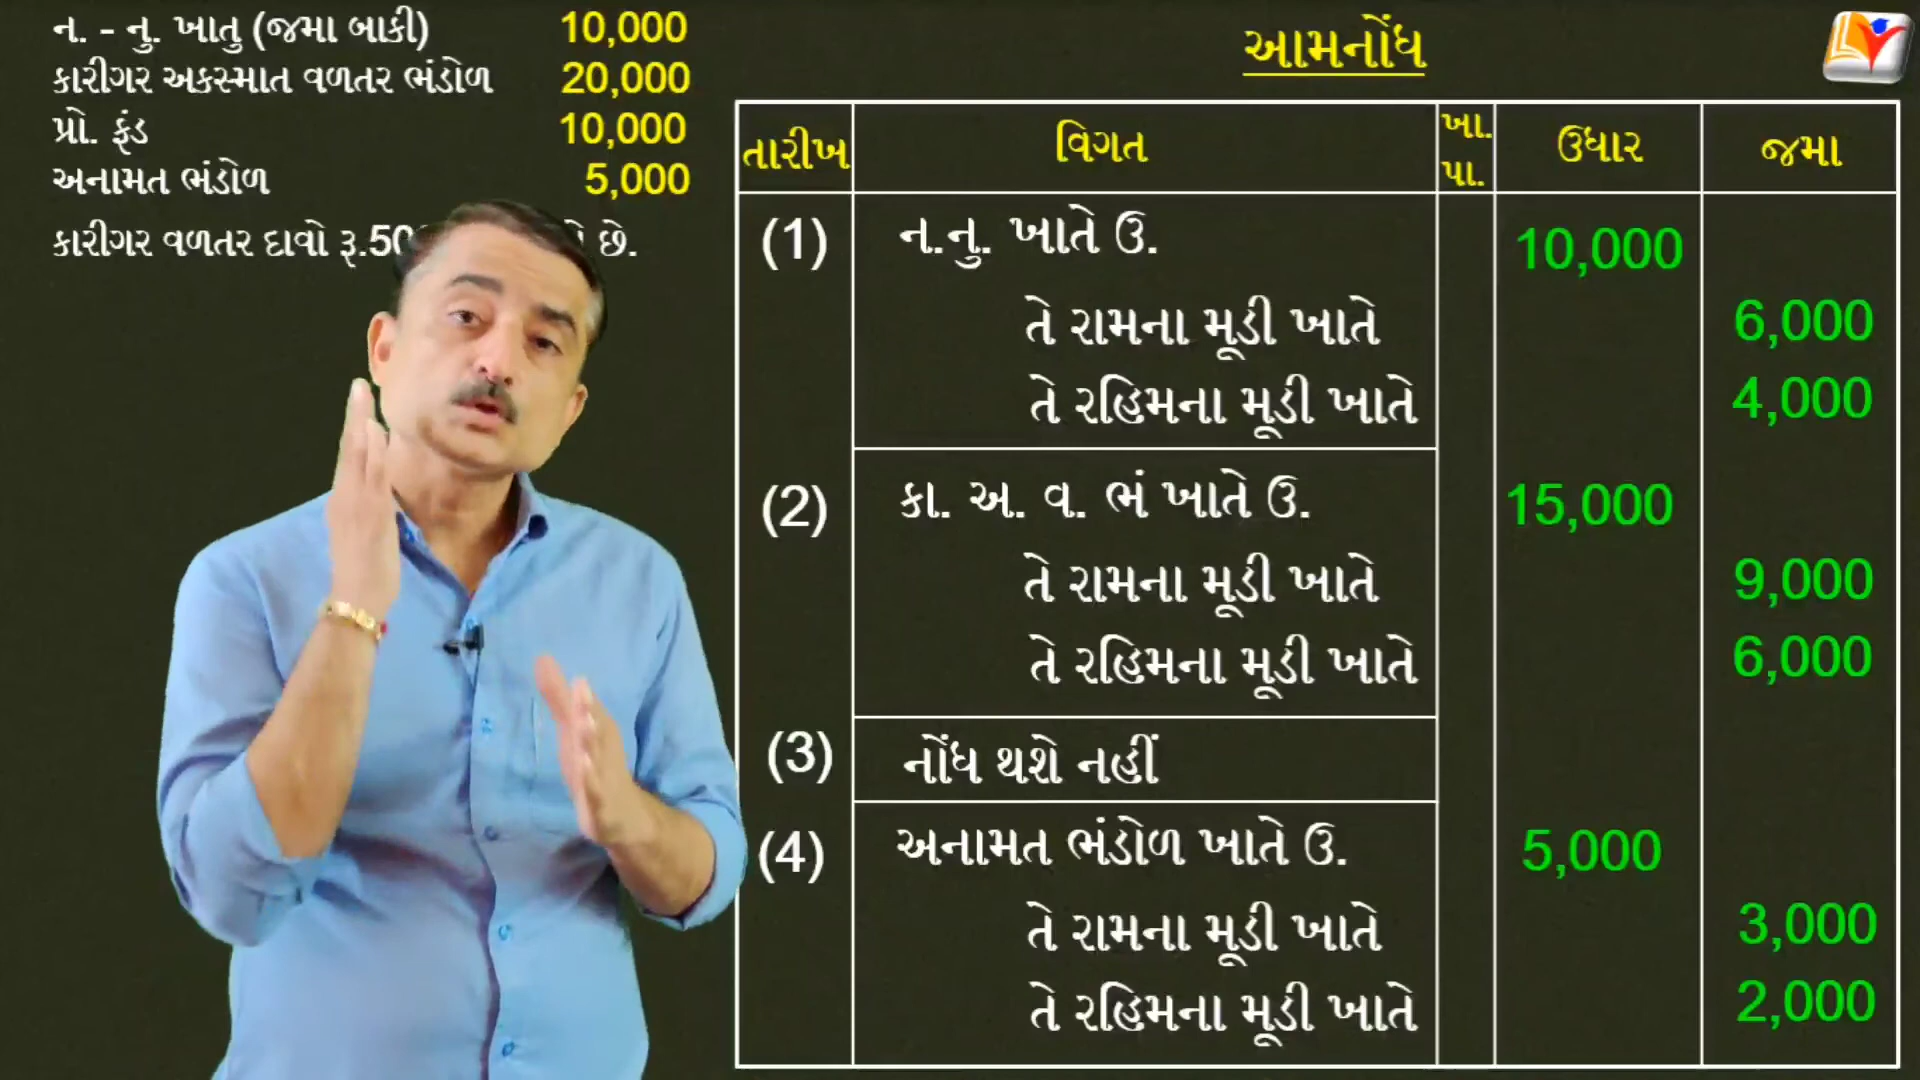 ન. - નુ. ખાતુ (જમા બાકી) 10,000
કારીગર અકસ્માત વળતર ભંડોળ 20,000
પ્રો. ફંડ 10,000
અનામત ભંડોળ 5,000
કારીગર વળતર દાવો રૂ. છે.
આમનોંધ
તારીખ વિગત ખા. પા. ઉધાર જમા
(1) ન.નુ. ખાતે ઉ. 10,000
તે રામના મૂડી ખાતે 6,000
તે રહિમના મૂડી ખાતે 4,000
(2) કા. અ. વ. ભં ખાતે ઉ. 15,000
તે રામના મૂડી ખાતે 9,000
તે રહિમના મૂડી ખાતે 6,000
(3) નોંધ થશે નહીં
(4) અનામત ભંડોળ ખાતે ઉ. 5,000
તે રામના મૂડી ખાતે 3,000
તે રહિમના મૂડી ખાતે 2,000